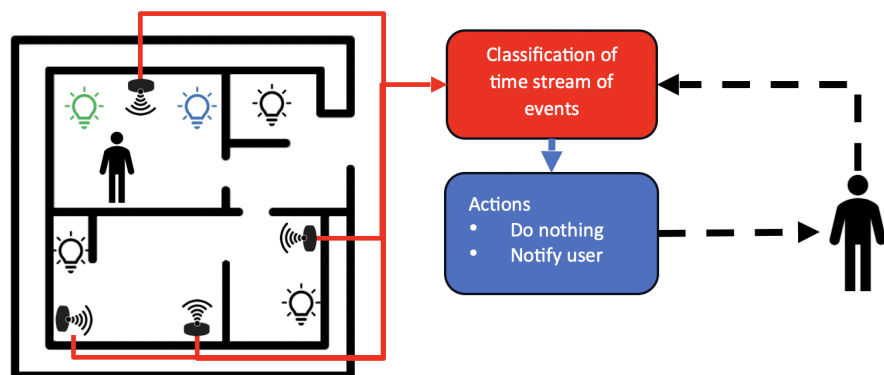 Classification of
time stream of
events
Actions
• Do nothing
• Notify user